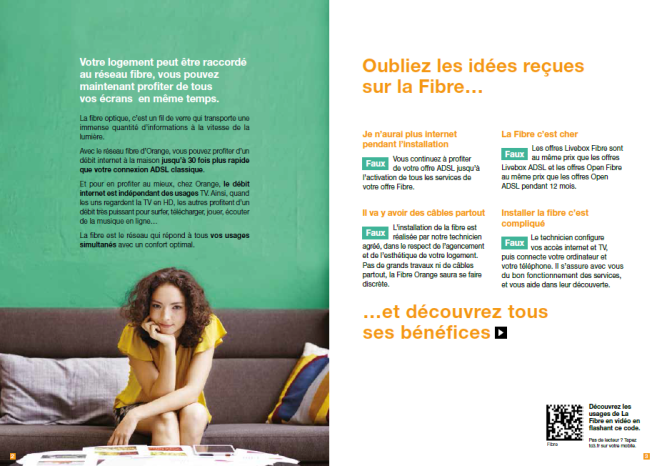 Votre logement peut être raccordé
au réseau fibre, vous pouvez
maintenant profiter de tous
vos écrans en même temps.
La fibre optique, c'est un fil de verre qui transporte une
immense quantité d'informations à la vitesse de la
lumière.
Avec le réseau fibre d'Orange, vous pouvez profiter d'un
débit internet à la maison jusqu'à 30 fois plus rapide
que votre connexion ADSL classique.
Et pour en profiter au mieux, chez Orange, le débit
internet est indépendant des usages TV. Ainsi, quand
les uns regardent la TV en HD, les autres profitent d'un
débit très puissant pour surfer, télécharger, jouer, écouter
de la musique en ligne…
La fibre est le réseau qui répond à tous vos usages
simultanés avec un confort optimal.
2
Oubliez les idées reçues
sur la Fibre…
Je n'aurai plus internet
pendant l'installation
Faux Vous continuez à profiter
de votre offre ADSL jusqu'à
l'activation de tous les services de
votre offre Fibre.
La Fibre c'est cher
Faux Les offres Livebox Fibre sont
au même prix que les offres
Livebox ADSL et les offres Open Fibre
au même prix que les offres Open
ADSL pendant 12 mois.
Il va y avoir des câbles partout
Faux L'installation de la fibre est
réalisée par notre technicien
agréé, dans le respect de l'agencement
et de l'esthétique de votre logement.
Pas de grands travaux ni de câbles
partout, la Fibre Orange saura se faire
discrète.
Installer la fibre c'est
compliqué
Faux Le technicien configure
vos accès internet et TV,
puis connecte votre ordinateur et
votre téléphone. Il s'assure avec vous
du bon fonctionnement des services,
et vous aide dans leur découverte.
…et découvrez tous
ses bénéfices
Fibre
Découvrez les
usages de La
Fibre en vidéo en
flashant ce code.
Pas de lecteur ? Tapez
fc9.fr sur votre mobile.
3